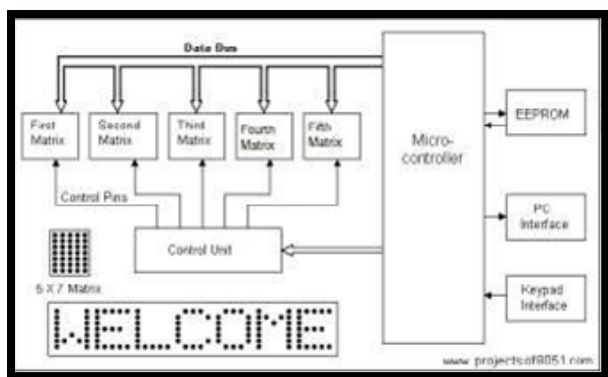 Data Bus
First
Matrix
Second
Matrix
Third
Matrix
Fourth
Matrix
Fifth
Matrix
Micro-
controller
EEPROM
Control Pins
Control Unit
PC
Interface
5 X 7 Matrix
Keypad
Interface
WELCOME
www.projectsof8051.com